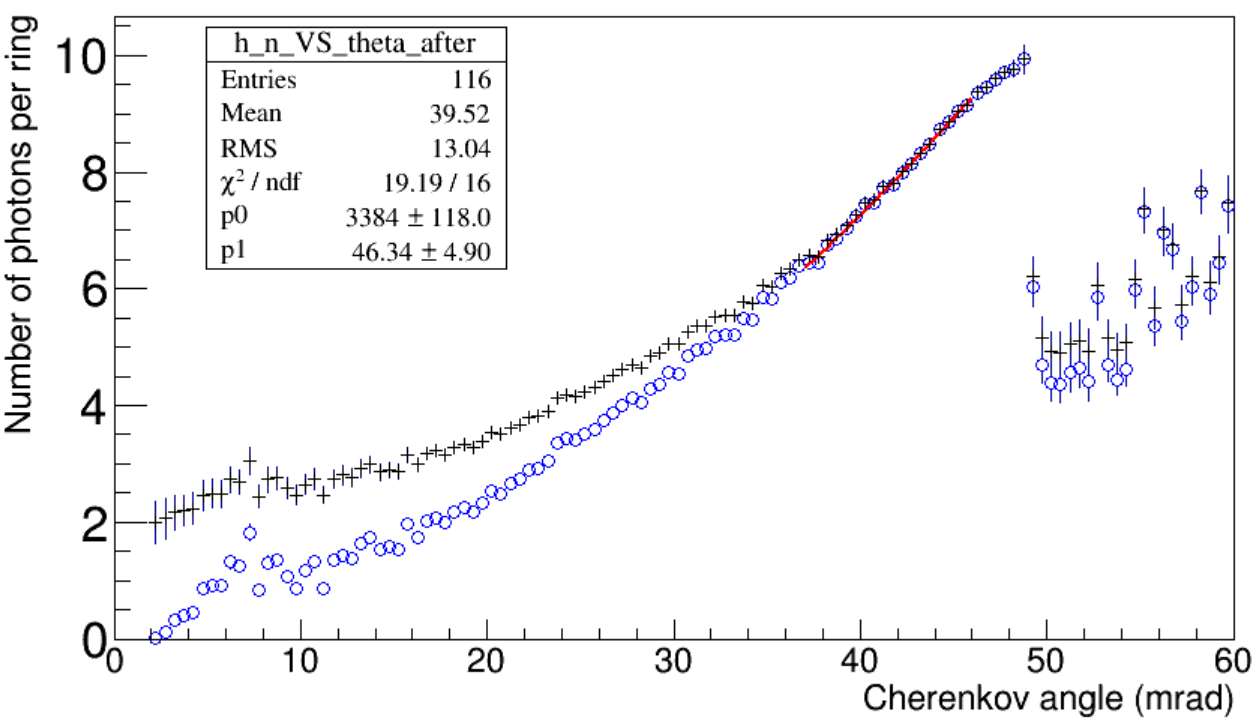 Number of photons per ring
h_n_VS_theta_after
Entries 116
Mean 39.52
RMS 13.04
χ² / ndf 19.19 / 16
p0 3384 ± 118.0
p1 46.34 ± 4.90
10
8
6
4
2
0
0 10 20 30 40 50 60
Cherenkov angle (mrad)